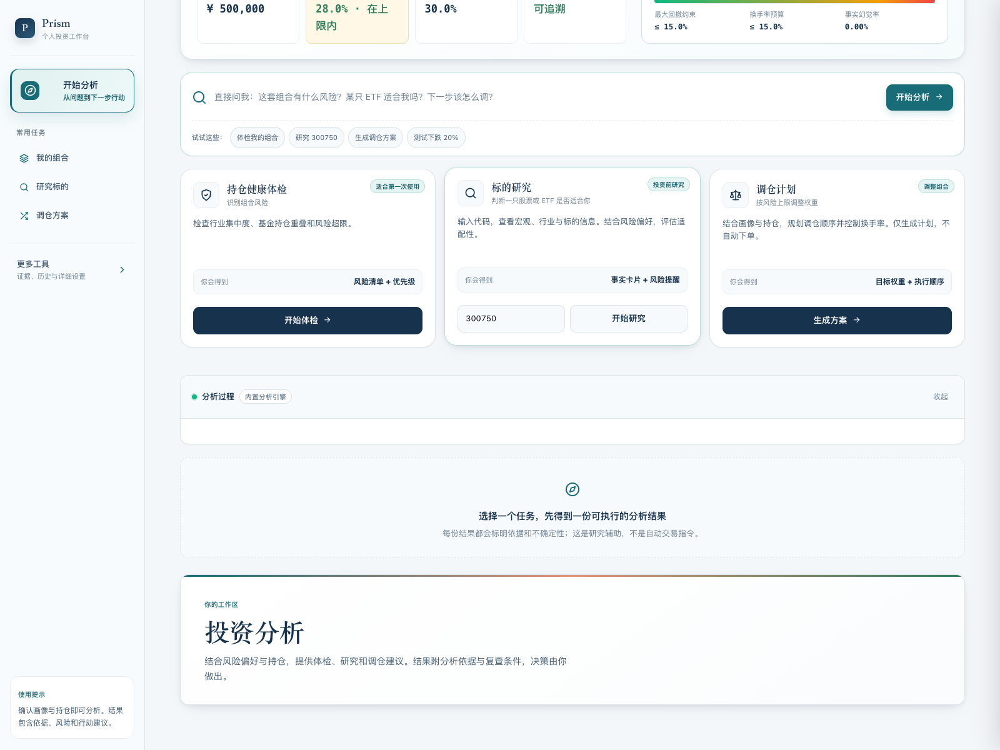 P
Prism
个人投资工作台
开始分析
从问题到下一步行动
常用任务
我的组合
研究标的
调仓方案
更多工具
证据、历史与详细设置
使用提示
确认画像与持仓即可分析。结果
包含依据、风险和行动建议。
¥ 500,000
28.0% · 在上
限内
30.0%
可追溯
最大回撤约束
≤ 15.0%
换手率预算
≤ 15.0%
事实幻觉率
0.00%
直接问我：这套组合有什么风险？某只 ETF 适合我吗？下一步该怎么调？
开始分析 →
试试这些：
体检我的组合
研究 300750
生成调仓方案
测试下跌 20%
持仓健康体检
识别组合风险
适合第一次使用
检查行业集中度、基金持仓重叠和风险超限。
你会得到
风险清单 + 优先级
开始体检 →
标的研究
判断一只股票或 ETF 是否适合你
投资前研究
输入代码，查看宏观、行业与标的信息。结合风险偏好，评估适
配性。
你会得到
事实卡片 + 风险提醒
300750
开始研究
调仓计划
按风险上限调整权重
调整组合
结合画像与持仓，规划调仓顺序并控制换手率。仅生成计划，不
自动下单。
你会得到
目标权重 + 执行顺序
生成方案 →
分析过程
内置分析引擎
收起
选择一个任务，先得到一份可执行的分析结果
每份结果都会标明依据和不确定性；这是研究辅助，不是自动交易指令。
你的工作区
投资分析
结合风险偏好与持仓，提供体检、研究和调仓建议。结果附分析依据与复查条件，决策由你
做出。